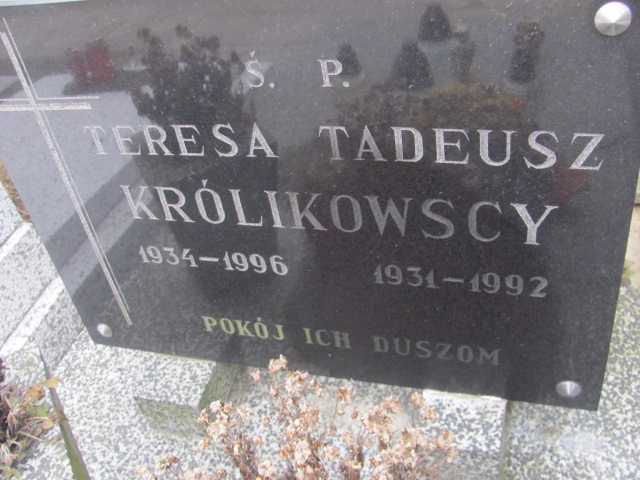 Ś. P.
TERESA TADEUSZ
KRÓLIKOWSCY
1934-1996 1931-1992
POKÓJ ICH DUSZOM